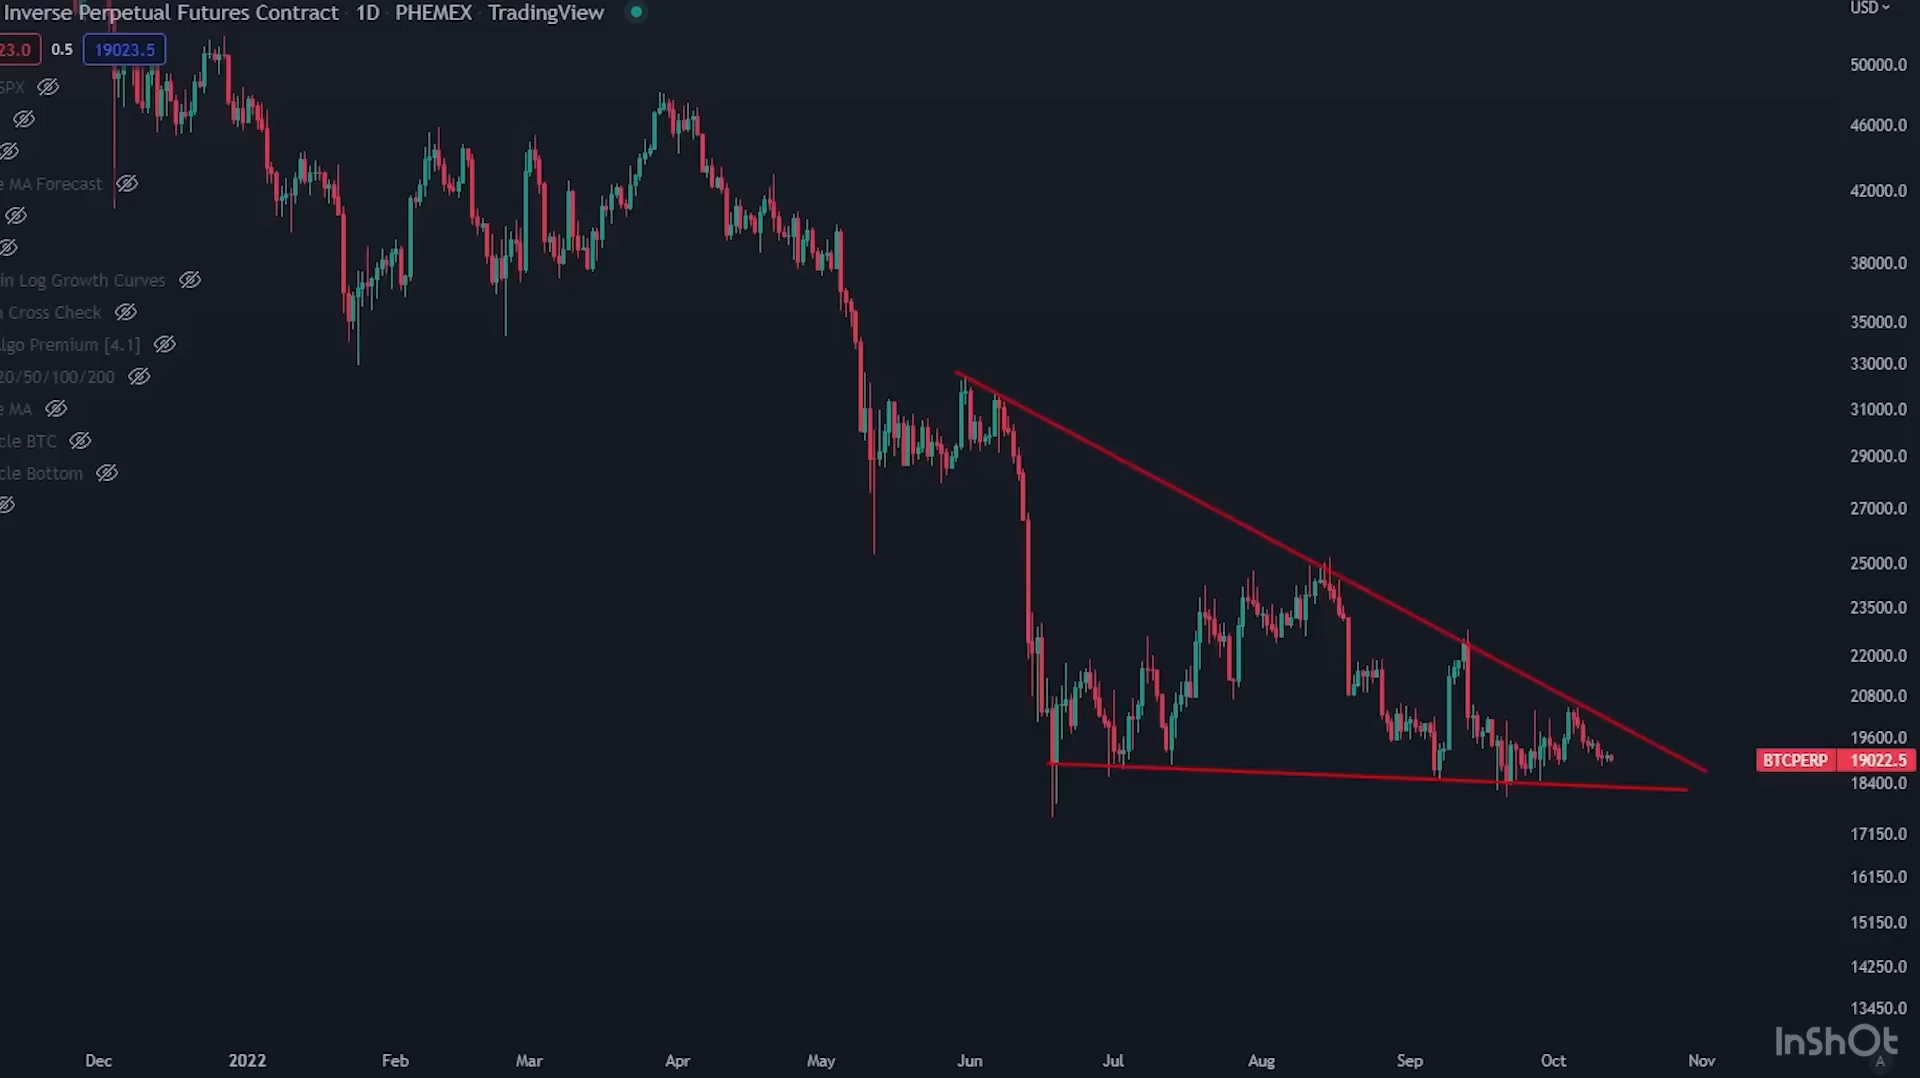 Inverse Perpetual Futures Contract · 1D · PHEMEX · TradingView
USD
23.0 0.5 19023.5
SPX
e MA Forecast
in Log Growth Curves
Cross Check
lgo Premium [4.1]
20/50/100/200
e MA
cle BTC
cle Bottom
50000.0
46000.0
42000.0
38000.0
35000.0
33000.0
31000.0
29000.0
27000.0
25000.0
23500.0
22000.0
20800.0
19600.0
BTCPERP 19022.5
18400.0
17150.0
16150.0
15150.0
14250.0
13450.0
InShOt
Dec 2022 Feb Mar Apr May Jun Jul Aug Sep Oct Nov A